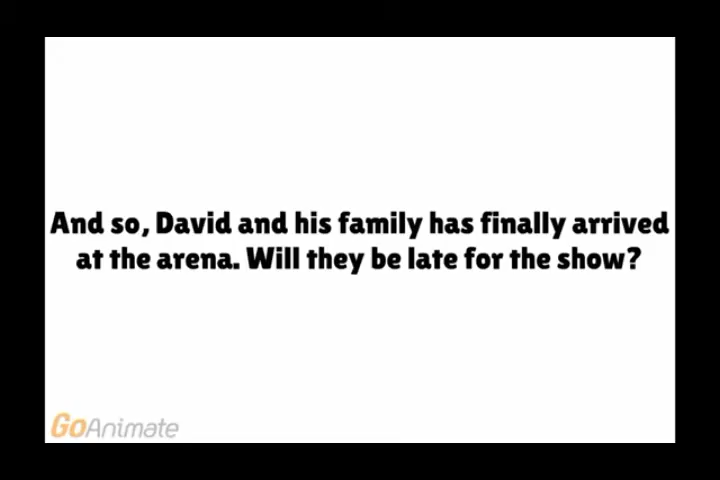 And so, David and his family has finally arrived
at the arena. Will they be late for the show?
GoAnimate